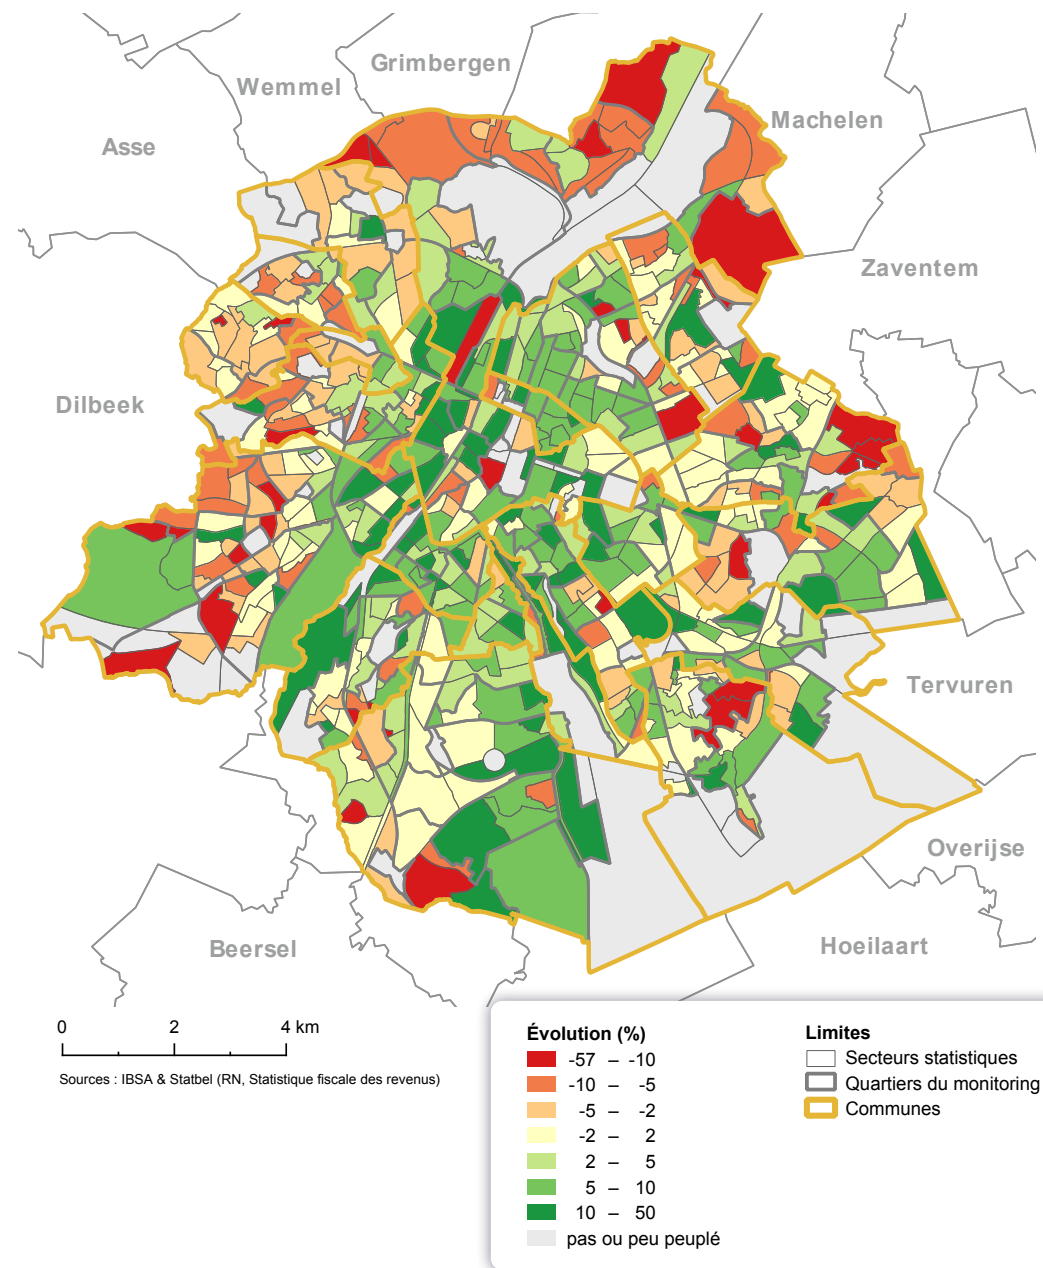 Grimbergen
Wemmel
Machelen
Asse
Zaventem
Dilbeek
Tervuren
Overijse
Beersel
Hoeilaart
0 2 4 km
Sources : IBSA & Statbel (RN, Statistique fiscale des revenus)
Évolution (%)
-57 – -10
-10 – -5
-5 – -2
-2 – 2
2 – 5
5 – 10
10 – 50
pas ou peu peuplé
Limites
Secteurs statistiques
Quartiers du monitoring
Communes